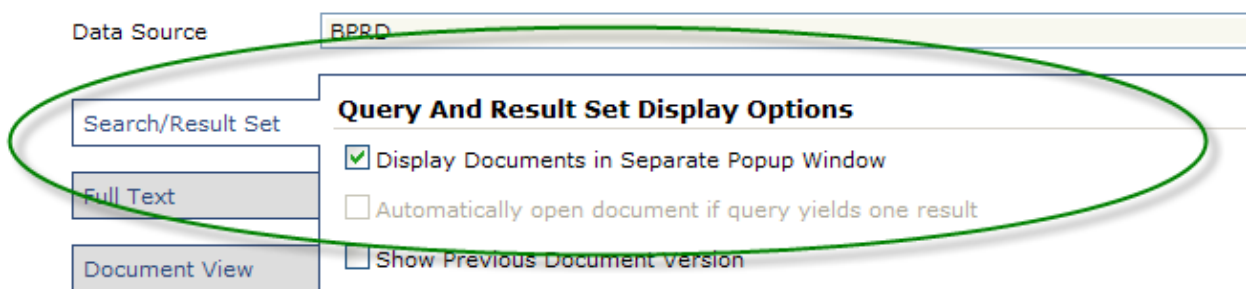 Data Source
BPRD
Search/Result Set
Query And Result Set Display Options
Display Documents in Separate Popup Window
Full Text
Automatically open document if query yields one result
Document View
Show Previous Document Version